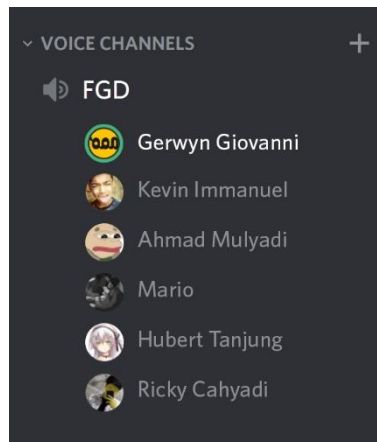 VOICE CHANNELS
FGD
Gerwyn Giovanni
Kevin Immanuel
Ahmad Mulyadi
Mario
Hubert Tanjung
Ricky Cahyadi